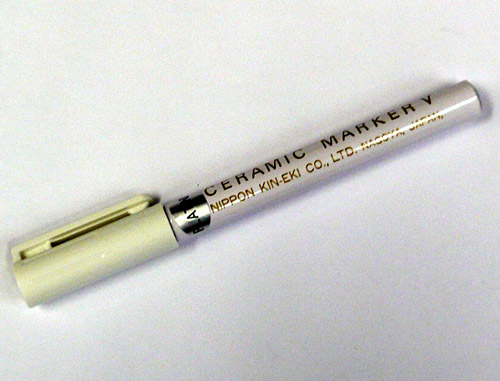 CERAMIC MARKER V
NIPPON KIN-EKI CO., LTD. NAGOYA, JAPAN.